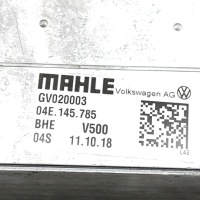 MAHLE Volkswagen AG
GV020003
04E.145.785
BHE V500
04S 11.10.18